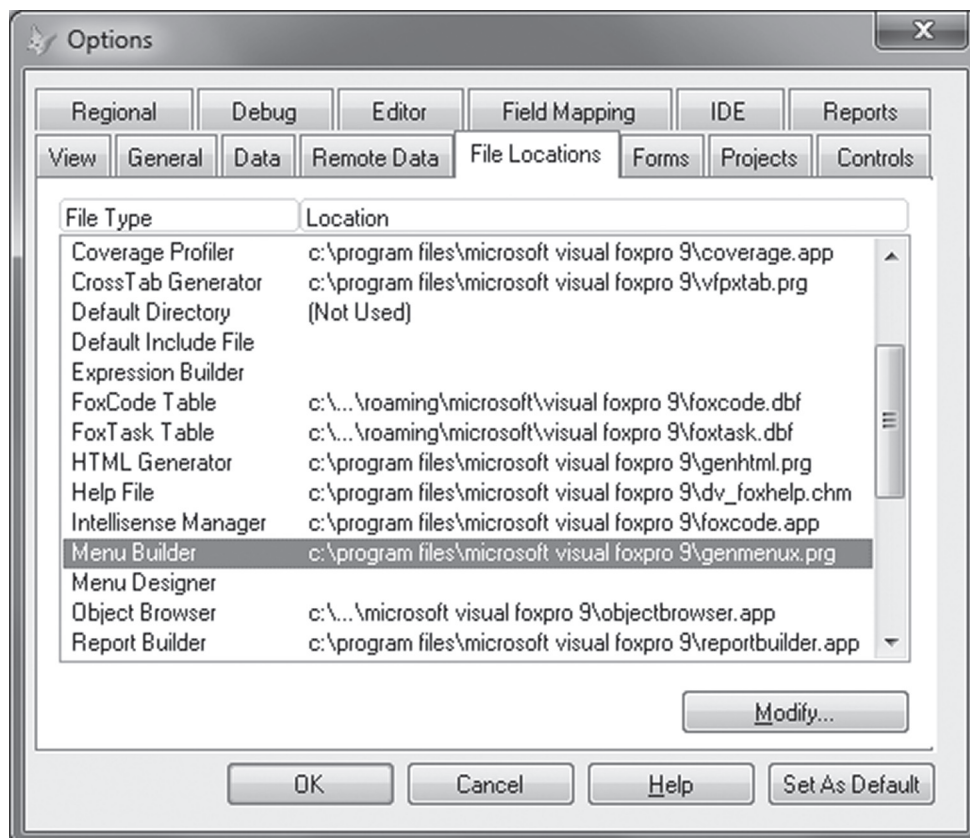 Options
Regional Debug Editor Field Mapping IDE Reports
View General Data Remote Data File Locations Forms Projects Controls
File Type Location
Coverage Profiler c:\program files\microsoft visual foxpro 9\coverage.app
CrossTab Generator c:\program files\microsoft visual foxpro 9\vfpxtab.prg
Default Directory (Not Used)
Default Include File
Expression Builder
FoxCode Table c:\...\roaming\microsoft\visual foxpro 9\foxcode.dbf
FoxTask Table c:\...\roaming\microsoft\visual foxpro 9\foxtask.dbf
HTML Generator c:\program files\microsoft visual foxpro 9\genhtml.prg
Help File c:\program files\microsoft visual foxpro 9\dv_foxhelp.chm
Intellisense Manager c:\program files\microsoft visual foxpro 9\foxcode.app
Menu Builder c:\program files\microsoft visual foxpro 9\genmenux.prg
Menu Designer
Object Browser c:\...\microsoft visual foxpro 9\objectbrowser.app
Report Builder c:\program files\microsoft visual foxpro 9\reportbuilder.app
Modify...
OK Cancel Help Set As Default